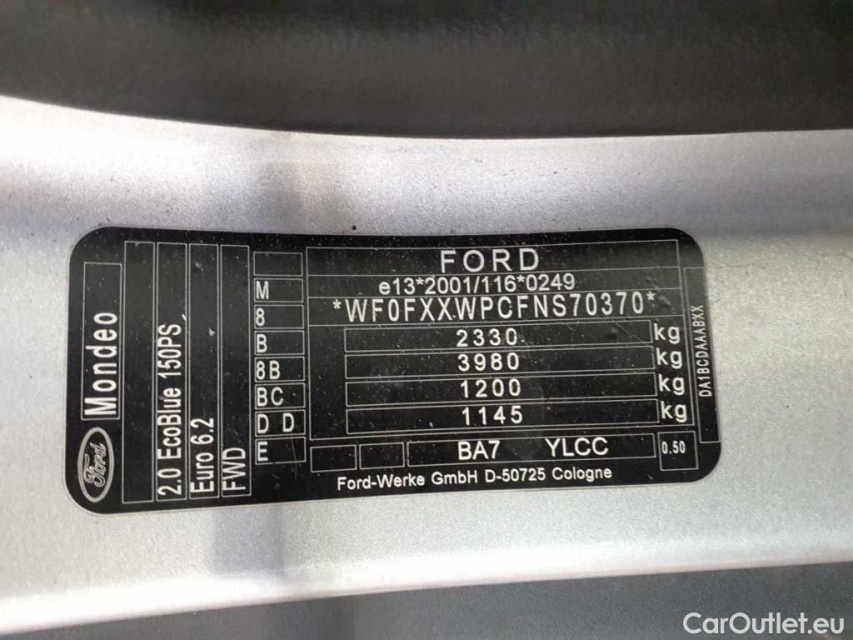 FORD
e13*2001/116*0249
*WF0FXXWPCFNS70370*
2330 kg
3980 kg
1200 kg
1145 kg
BA7 YLCC 0.50
Ford-Werke GmbH D-50725 Cologne
M
8
B
8B
BC
D D
E
Ford Mondeo
2.0 EcoBlue 150PS
Euro 6.2
FWD
DA1BCDAAABXX
CarOutlet.eu